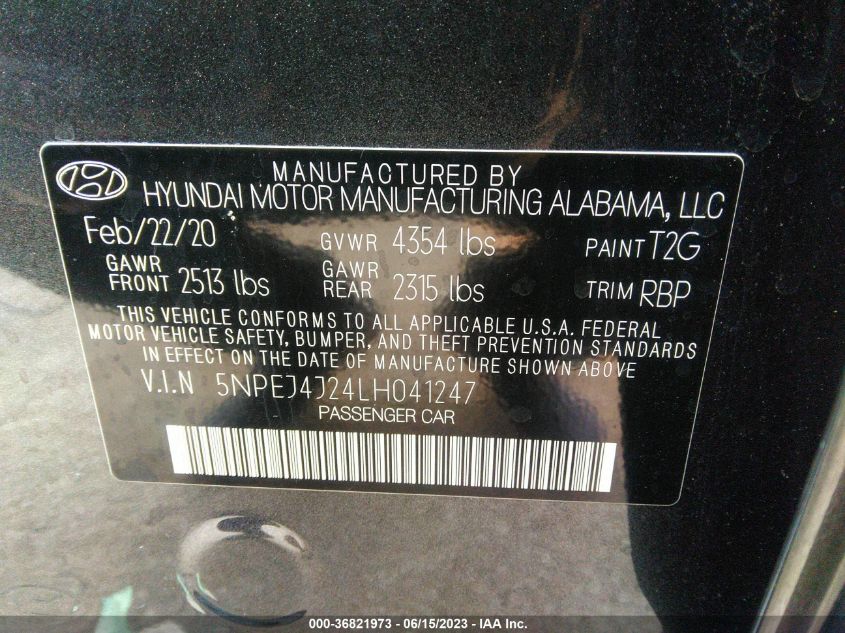 MANUFACTURED BY
HYUNDAI MOTOR MANUFACTURING ALABAMA, LLC
Feb/22/20 GVWR 4354 lbs PAINT T2G
GAWR FRONT 2513 lbs GAWR REAR 2315 lbs TRIM RBP
THIS VEHICLE CONFORMS TO ALL APPLICABLE U.S.A. FEDERAL
MOTOR VEHICLE SAFETY, BUMPER, AND THEFT PREVENTION STANDARDS
IN EFFECT ON THE DATE OF MANUFACTURE SHOWN ABOVE
V.I.N 5NPEJ4J24LH041247
PASSENGER CAR
000-36821973 - 06/15/2023 - IAA Inc.